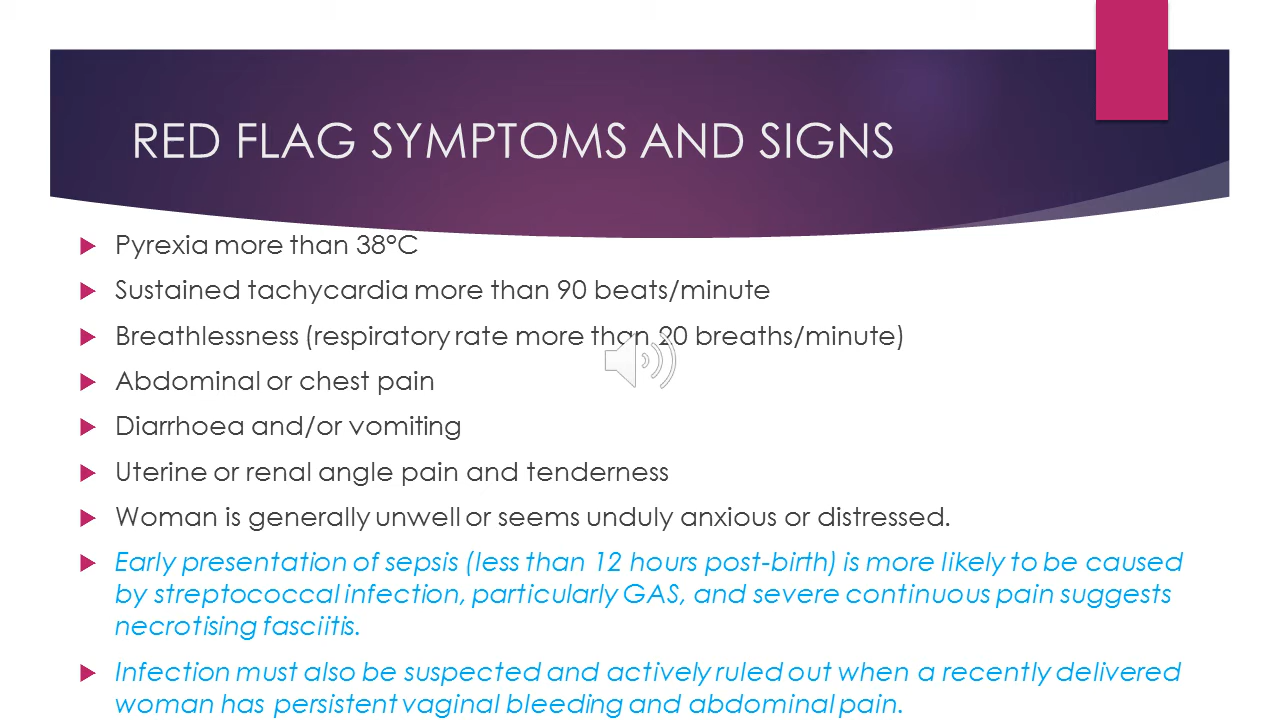 RED FLAG SYMPTOMS AND SIGNS
Pyrexia more than 38°C
Sustained tachycardia more than 90 beats/minute
Breathlessness (respiratory rate more than 20 breaths/minute)
Abdominal or chest pain
Diarrhoea and/or vomiting
Uterine or renal angle pain and tenderness
Woman is generally unwell or seems unduly anxious or distressed.
Early presentation of sepsis (less than 12 hours post-birth) is more likely to be caused
by streptococcal infection, particularly GAS, and severe continuous pain suggests
necrotising fasciitis.
Infection must also be suspected and actively ruled out when a recently delivered
woman has persistent vaginal bleeding and abdominal pain.